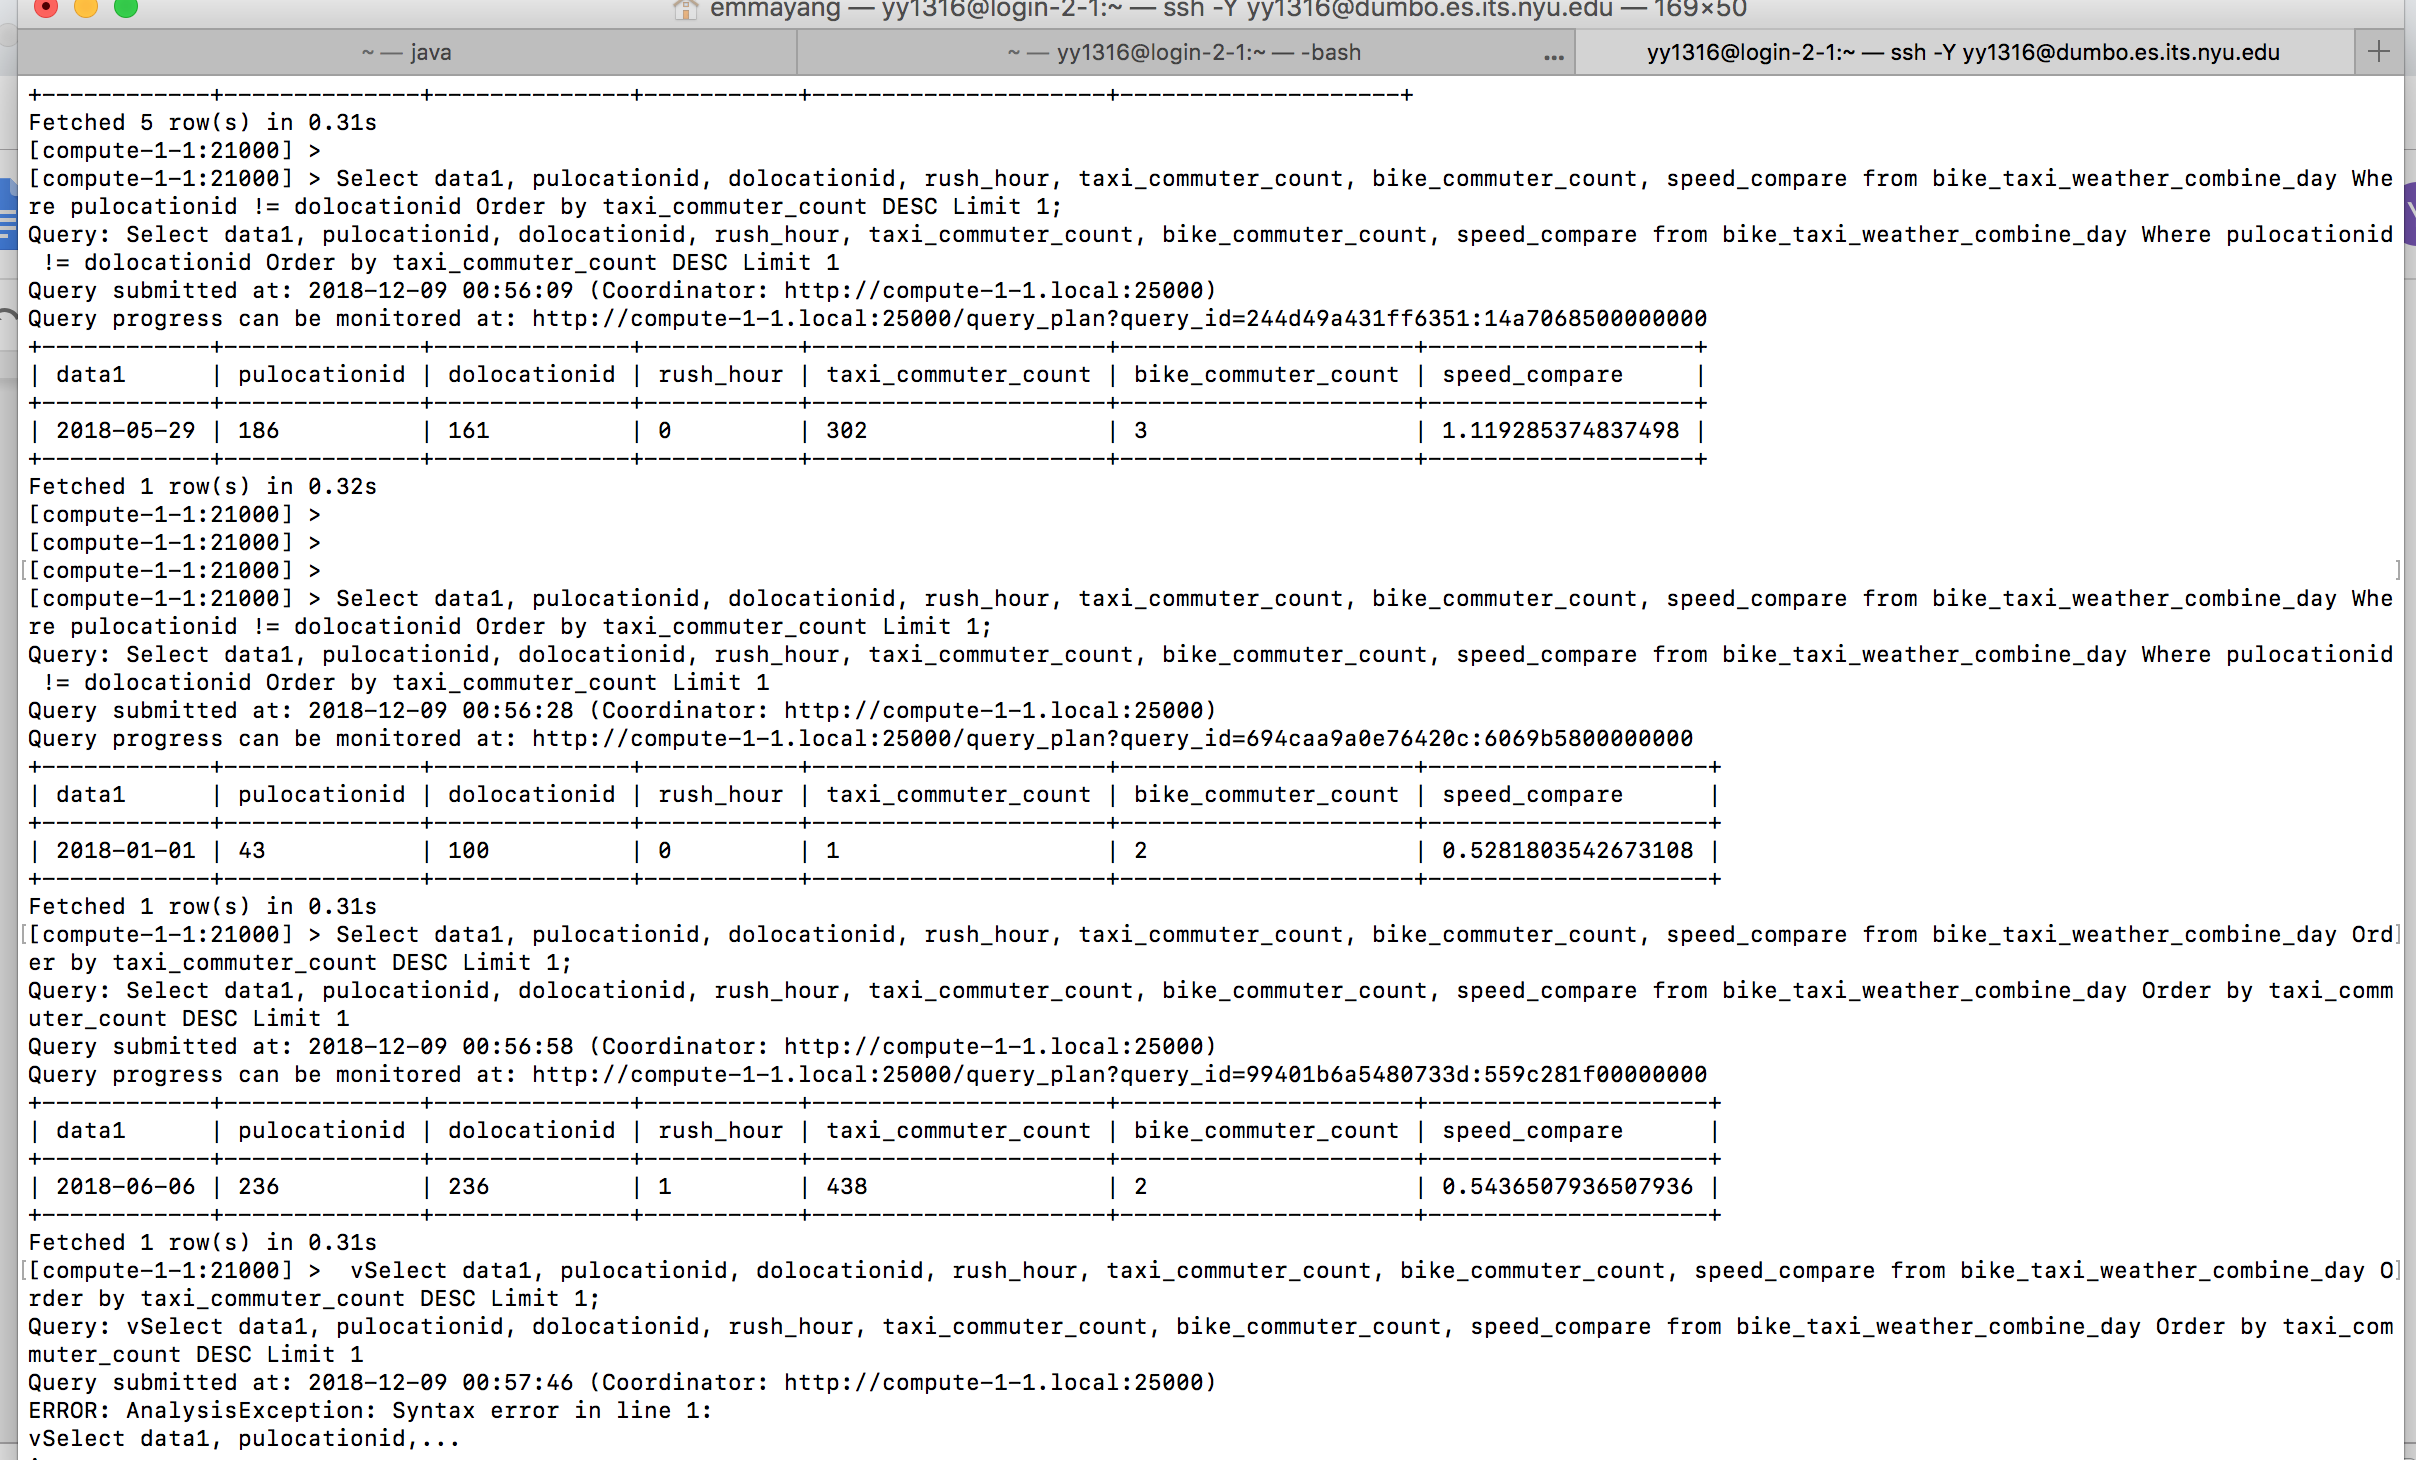 emmayang — yy1316@login-2-1:~ — ssh -Y yy1316@dumbo.es.its.nyu.edu — 169×50
~ — java
~ — yy1316@login-2-1:~ — -bash ...
yy1316@login-2-1:~ — ssh -Y yy1316@dumbo.es.its.nyu.edu +
+------------+--------------+--------------+-----------+---------------------+--------------------+
Fetched 5 row(s) in 0.31s
[compute-1-1:21000] >
[compute-1-1:21000] > Select data1, pulocationid, dolocationid, rush_hour, taxi_commuter_count, bike_commuter_count, speed_compare from bike_taxi_weather_combine_day Whe
re pulocationid != dolocationid Order by taxi_commuter_count DESC Limit 1;
Query: Select data1, pulocationid, dolocationid, rush_hour, taxi_commuter_count, bike_commuter_count, speed_compare from bike_taxi_weather_combine_day Where pulocationid
 != dolocationid Order by taxi_commuter_count DESC Limit 1
Query submitted at: 2018-12-09 00:56:09 (Coordinator: http://compute-1-1.local:25000)
Query progress can be monitored at: http://compute-1-1.local:25000/query_plan?query_id=244d49a431ff6351:14a7068500000000
+------------+--------------+--------------+-----------+---------------------+---------------------+-------------------+
| data1      | pulocationid | dolocationid | rush_hour | taxi_commuter_count | bike_commuter_count | speed_compare     |
+------------+--------------+--------------+-----------+---------------------+---------------------+-------------------+
| 2018-05-29 | 186          | 161          | 0         | 302                 | 3                   | 1.119285374837498 |
+------------+--------------+--------------+-----------+---------------------+---------------------+-------------------+
Fetched 1 row(s) in 0.32s
[compute-1-1:21000] >
[compute-1-1:21000] >
[[compute-1-1:21000] > ]
[compute-1-1:21000] > Select data1, pulocationid, dolocationid, rush_hour, taxi_commuter_count, bike_commuter_count, speed_compare from bike_taxi_weather_combine_day Whe
re pulocationid != dolocationid Order by taxi_commuter_count Limit 1;
Query: Select data1, pulocationid, dolocationid, rush_hour, taxi_commuter_count, bike_commuter_count, speed_compare from bike_taxi_weather_combine_day Where pulocationid
 != dolocationid Order by taxi_commuter_count Limit 1
Query submitted at: 2018-12-09 00:56:28 (Coordinator: http://compute-1-1.local:25000)
Query progress can be monitored at: http://compute-1-1.local:25000/query_plan?query_id=694caa9a0e76420c:6069b5800000000
+------------+--------------+--------------+-----------+---------------------+---------------------+--------------------+
| data1      | pulocationid | dolocationid | rush_hour | taxi_commuter_count | bike_commuter_count | speed_compare      |
+------------+--------------+--------------+-----------+---------------------+---------------------+--------------------+
| 2018-01-01 | 43           | 100          | 0         | 1                   | 2                   | 0.5281803542673108 |
+------------+--------------+--------------+-----------+---------------------+---------------------+--------------------+
Fetched 1 row(s) in 0.31s
[[compute-1-1:21000] > Select data1, pulocationid, dolocationid, rush_hour, taxi_commuter_count, bike_commuter_count, speed_compare from bike_taxi_weather_combine_day Ord]
er by taxi_commuter_count DESC Limit 1;
Query: Select data1, pulocationid, dolocationid, rush_hour, taxi_commuter_count, bike_commuter_count, speed_compare from bike_taxi_weather_combine_day Order by taxi_comm
uter_count DESC Limit 1
Query submitted at: 2018-12-09 00:56:58 (Coordinator: http://compute-1-1.local:25000)
Query progress can be monitored at: http://compute-1-1.local:25000/query_plan?query_id=99401b6a5480733d:559c281f00000000
+------------+--------------+--------------+-----------+---------------------+---------------------+--------------------+
| data1      | pulocationid | dolocationid | rush_hour | taxi_commuter_count | bike_commuter_count | speed_compare      |
+------------+--------------+--------------+-----------+---------------------+---------------------+--------------------+
| 2018-06-06 | 236          | 236          | 1         | 438                 | 2                   | 0.5436507936507936 |
+------------+--------------+--------------+-----------+---------------------+---------------------+--------------------+
Fetched 1 row(s) in 0.31s
[[compute-1-1:21000] >  vSelect data1, pulocationid, dolocationid, rush_hour, taxi_commuter_count, bike_commuter_count, speed_compare from bike_taxi_weather_combine_day O]
rder by taxi_commuter_count DESC Limit 1;
Query: vSelect data1, pulocationid, dolocationid, rush_hour, taxi_commuter_count, bike_commuter_count, speed_compare from bike_taxi_weather_combine_day Order by taxi_com
muter_count DESC Limit 1
Query submitted at: 2018-12-09 00:57:46 (Coordinator: http://compute-1-1.local:25000)
ERROR: AnalysisException: Syntax error in line 1:
vSelect data1, pulocationid,...